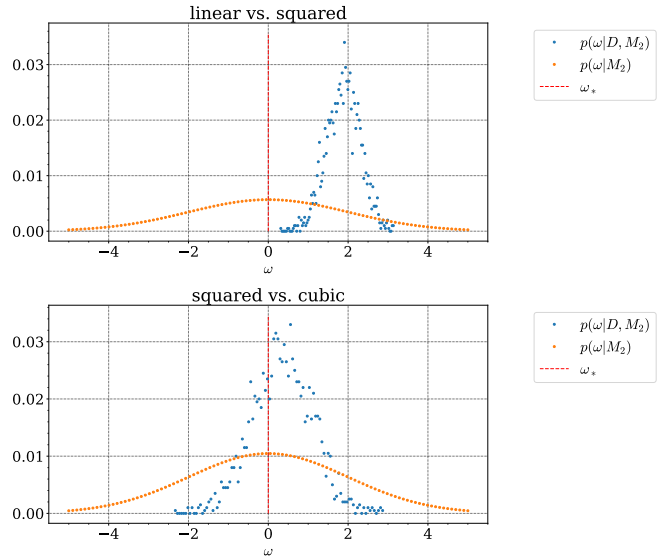 linear vs. squared
0.03
0.02
0.01
0.00
−4
−2
0
2
4
ω
p(ω|D, M₂)
p(ω|M₂)
ω*
squared vs. cubic
0.03
0.02
0.01
0.00
−4
−2
0
2
4
ω
p(ω|D, M₂)
p(ω|M₂)
ω*